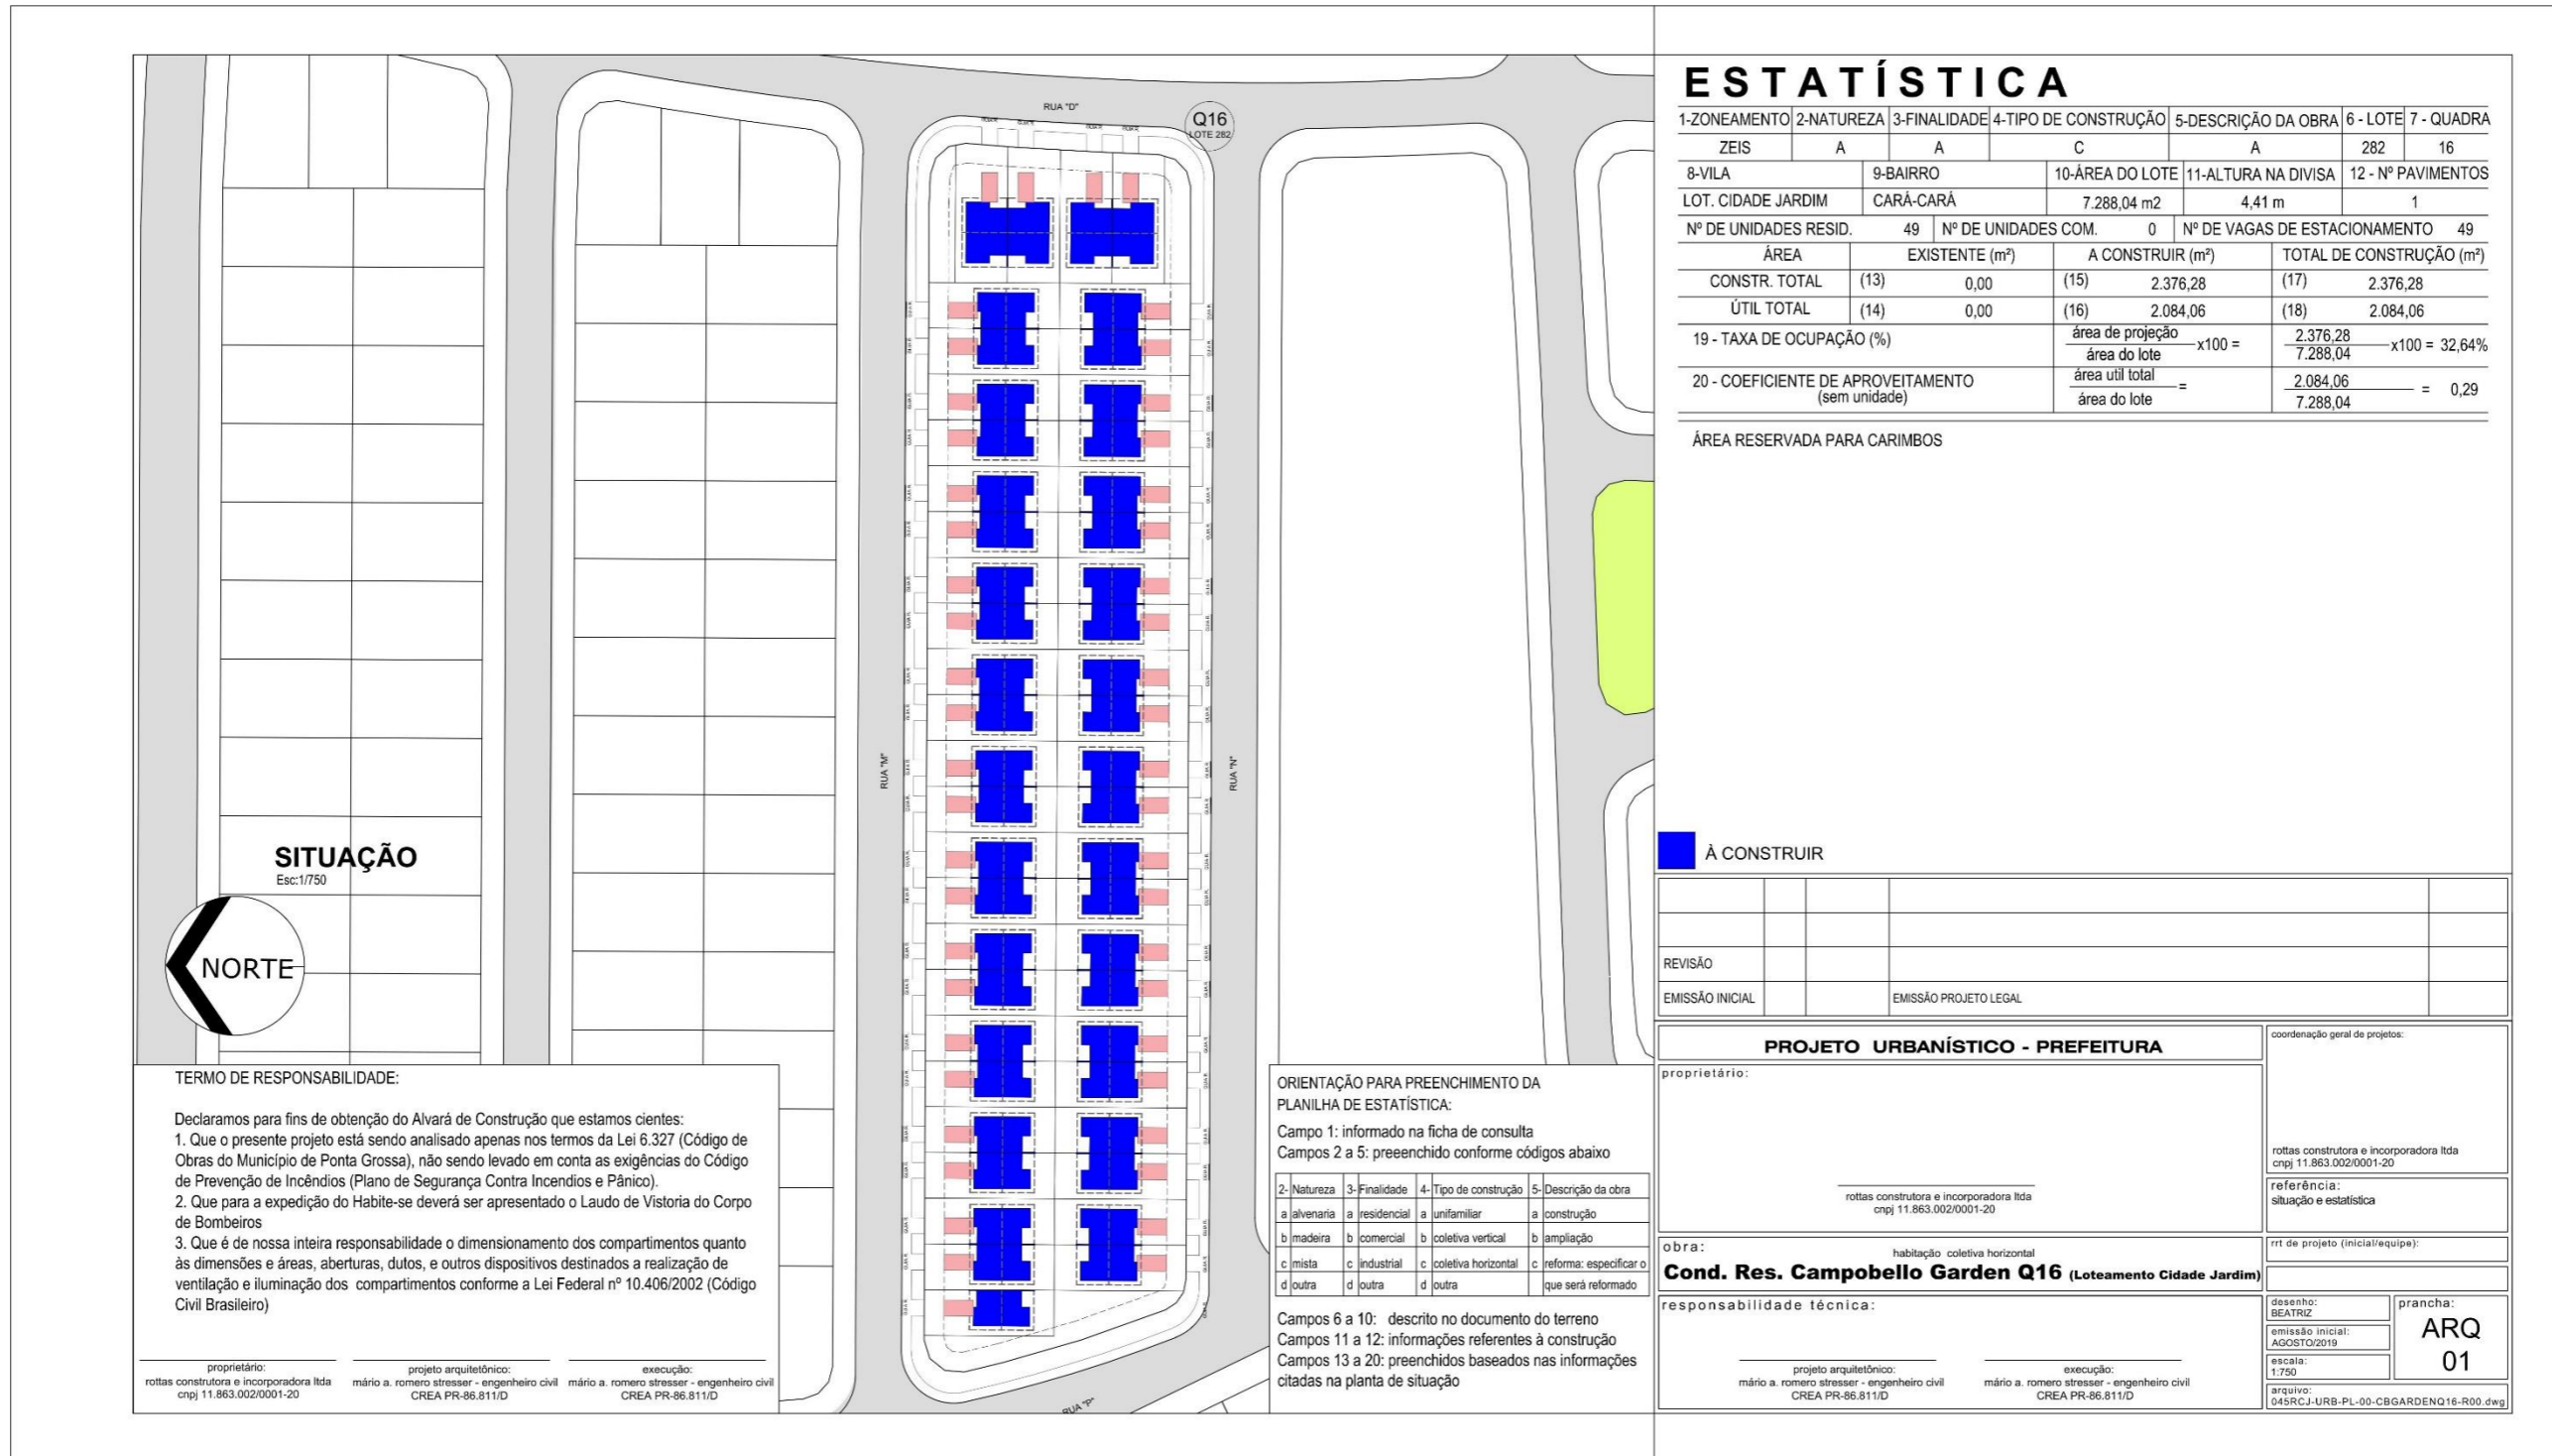 RUA "D"
Q16
LOTE 282
RUA "M"
RUA "N"
RUA "P"
SITUAÇÃO
Esc:1/750
NORTE
TERMO DE RESPONSABILIDADE:
Declaramos para fins de obtenção do Alvará de Construção que estamos cientes:
1. Que o presente projeto está sendo analisado apenas nos termos da Lei 6.327 (Código de
Obras do Município de Ponta Grossa), não sendo levado em conta as exigências do Código
de Prevenção de Incêndios (Plano de Segurança Contra Incendios e Pânico).
2. Que para a expedição do Habite-se deverá ser apresentado o Laudo de Vistoria do Corpo
de Bombeiros
3. Que é de nossa inteira responsabilidade o dimensionamento dos compartimentos quanto
às dimensões e áreas, aberturas, dutos, e outros dispositivos destinados a realização de
ventilação e iluminação dos compartimentos conforme a Lei Federal nº 10.406/2002 (Código
Civil Brasileiro)
proprietário: projeto arquitetônico: execução:
rottas construtora e incorporadora ltda mário a. romero stresser - engenheiro civil mário a. romero stresser - engenheiro civil
cnpj 11.863.002/0001-20 CREA PR-86.811/D CREA PR-86.811/D
ORIENTAÇÃO PARA PREENCHIMENTO DA
PLANILHA DE ESTATÍSTICA:
Campo 1: informado na ficha de consulta
Campos 2 a 5: preeenchido conforme códigos abaixo
2- Natureza 3- Finalidade 4- Tipo de construção 5- Descrição da obra
a alvenaria a residencial a unifamiliar a construção
b madeira b comercial b coletiva vertical b ampliação
c mista c industrial c coletiva horizontal c reforma: especificar o
d outra d outra d outra que será reformado
Campos 6 a 10: descrito no documento do terreno
Campos 11 a 12: informações referentes à construção
Campos 13 a 20: preenchidos baseados nas informações
citadas na planta de situação
ESTATÍSTICA
1-ZONEAMENTO 2-NATUREZA 3-FINALIDADE 4-TIPO DE CONSTRUÇÃO 5-DESCRIÇÃO DA OBRA 6 - LOTE 7 - QUADRA
ZEIS A A C A 282 16
8-VILA 9-BAIRRO 10-ÁREA DO LOTE 11-ALTURA NA DIVISA 12 - Nº PAVIMENTOS
LOT. CIDADE JARDIM CARÁ-CARÁ 7.288,04 m2 4,41 m 1
Nº DE UNIDADES RESID. 49 Nº DE UNIDADES COM. 0 Nº DE VAGAS DE ESTACIONAMENTO 49
ÁREA EXISTENTE (m²) A CONSTRUIR (m²) TOTAL DE CONSTRUÇÃO (m²)
CONSTR. TOTAL (13) 0,00 (15) 2.376,28 (17) 2.376,28
ÚTIL TOTAL (14) 0,00 (16) 2.084,06 (18) 2.084,06
19 - TAXA DE OCUPAÇÃO (%) área de projeção x100 = 2.376,28 x100 = 32,64%
área do lote 7.288,04
20 - COEFICIENTE DE APROVEITAMENTO área util total = 2.084,06 = 0,29
(sem unidade) área do lote 7.288,04
ÁREA RESERVADA PARA CARIMBOS
À CONSTRUIR
REVISÃO
EMISSÃO INICIAL EMISSÃO PROJETO LEGAL
PROJETO URBANÍSTICO - PREFEITURA
coordenação geral de projetos:
proprietário:
rottas construtora e incorporadora ltda
cnpj 11.863.002/0001-20
rottas construtora e incorporadora ltda
cnpj 11.863.002/0001-20
referência:
situação e estatística
obra:
habitação coletiva horizontal
Cond. Res. Campobello Garden Q16 (Loteamento Cidade Jardim)
rrt de projeto (inicial/equipe):
responsabilidade técnica:
projeto arquitetônico: execução:
mário a. romero stresser - engenheiro civil mário a. romero stresser - engenheiro civil
CREA PR-86.811/D CREA PR-86.811/D
desenho:
BEATRIZ
emissão inicial:
AGOSTO/2019
escala:
1:750
prancha:
ARQ
01
arquivo:
045RCJ-URB-PL-00-CBGARDENQ16-R00.dwg